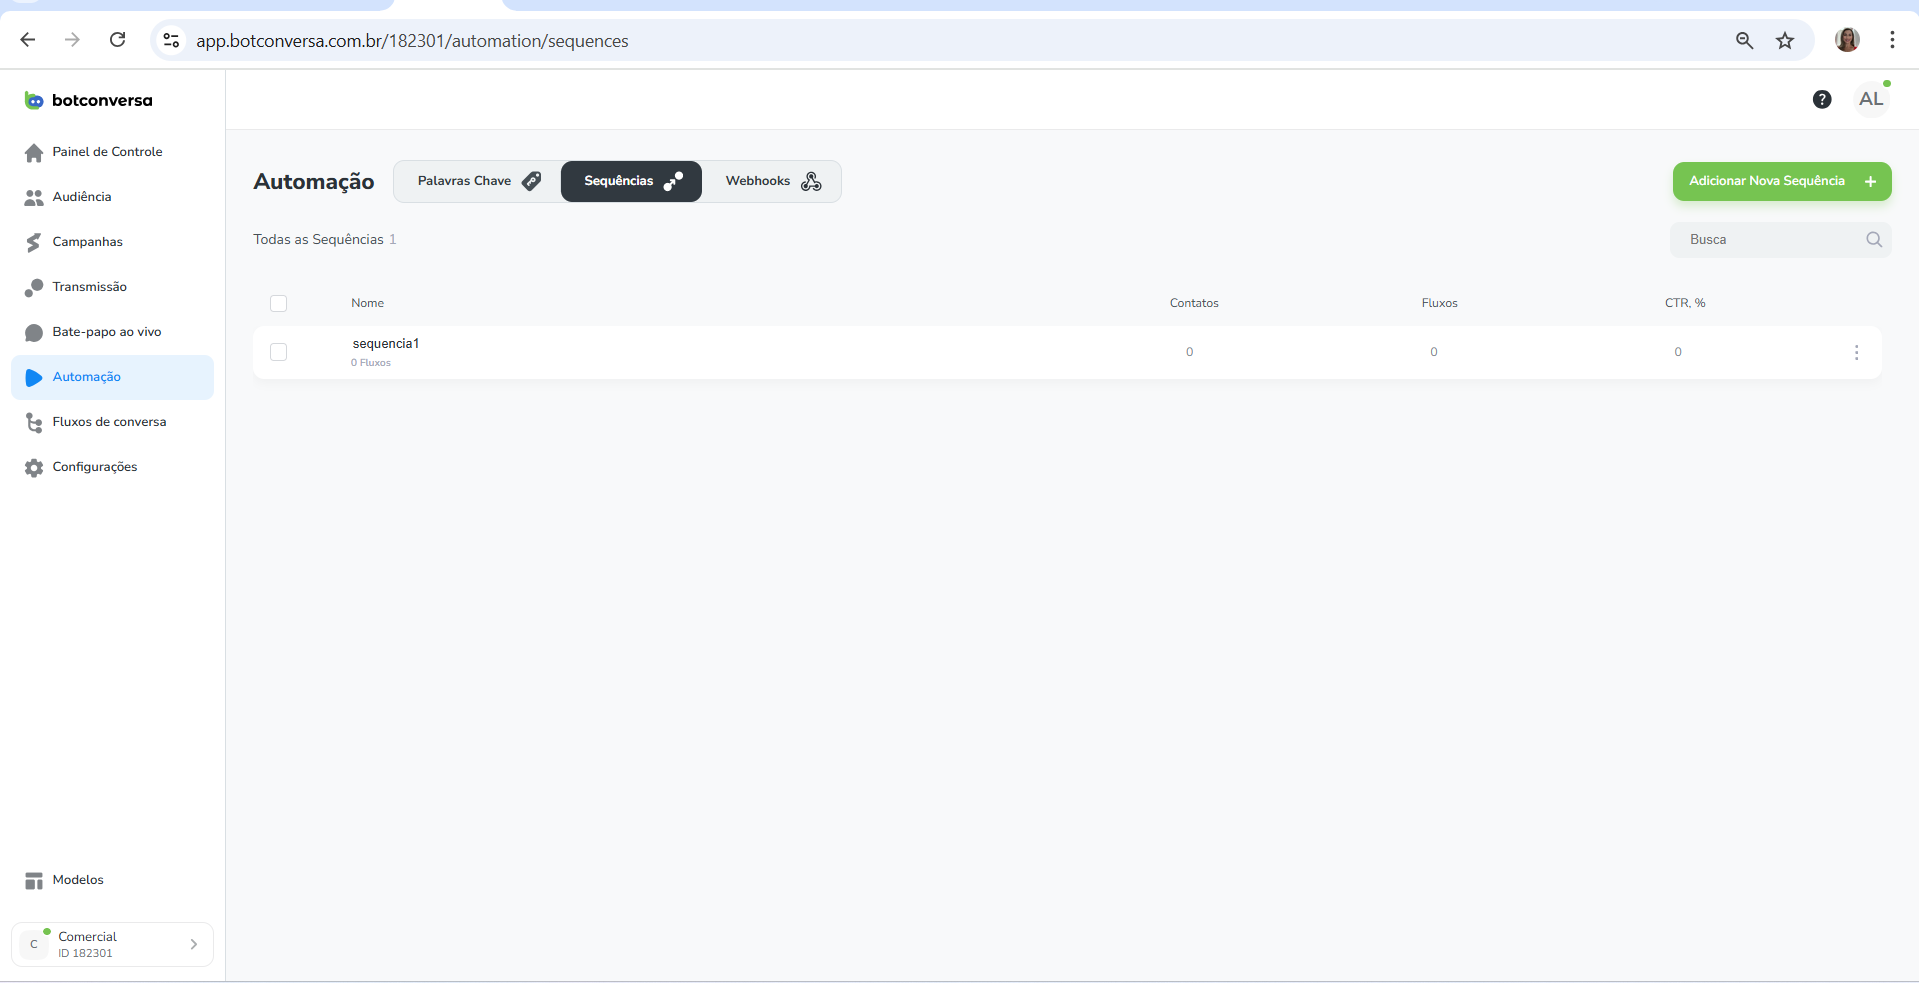 app.botconversa.com.br/182301/automation/sequences
botconversa
AL
Painel de Controle
Audiência
Campanhas
Transmissão
Bate-papo ao vivo
Automação
Fluxos de conversa
Configurações
Modelos
C
Comercial
ID 182301
Automação
Palavras Chave
Sequências
Webhooks
Adicionar Nova Sequência +
Todas as Sequências 1
Busca
Nome Contatos Fluxos CTR, %
sequencia1 0 0 0
0 Fluxos